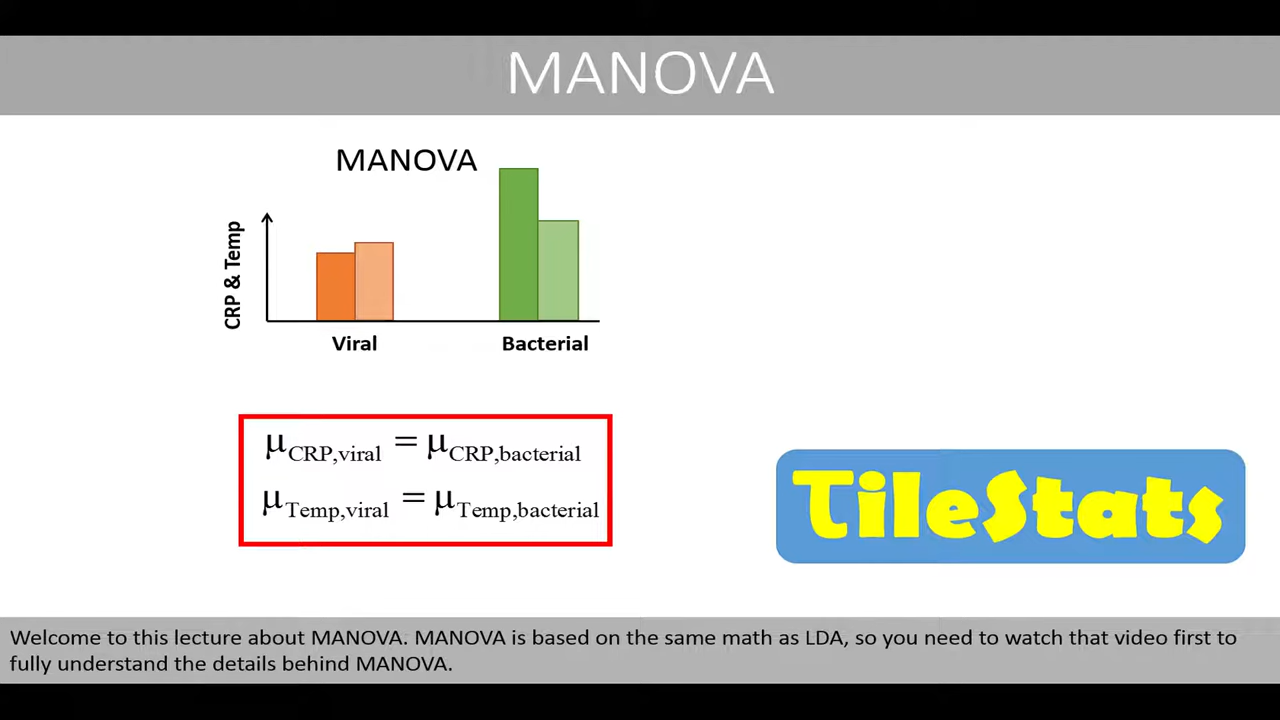 MANOVA
MANOVA
CRP & Temp
Viral
Bacterial
μCRP,viral = μCRP,bacterial
μTemp,viral = μTemp,bacterial
TileStats
Welcome to this lecture about MANOVA. MANOVA is based on the same math as LDA, so you need to watch that video first to
fully understand the details behind MANOVA.